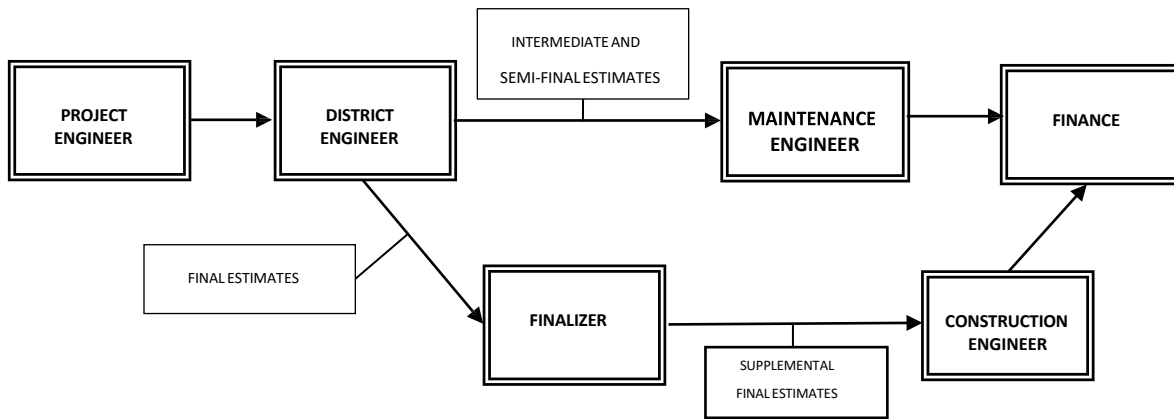 INTERMEDIATE AND
SEMI-FINAL ESTIMATES
PROJECT
ENGINEER
DISTRICT
ENGINEER
MAINTENANCE
ENGINEER
FINANCE
FINAL ESTIMATES
FINALIZER
CONSTRUCTION
ENGINEER
SUPPLEMENTAL
FINAL ESTIMATES